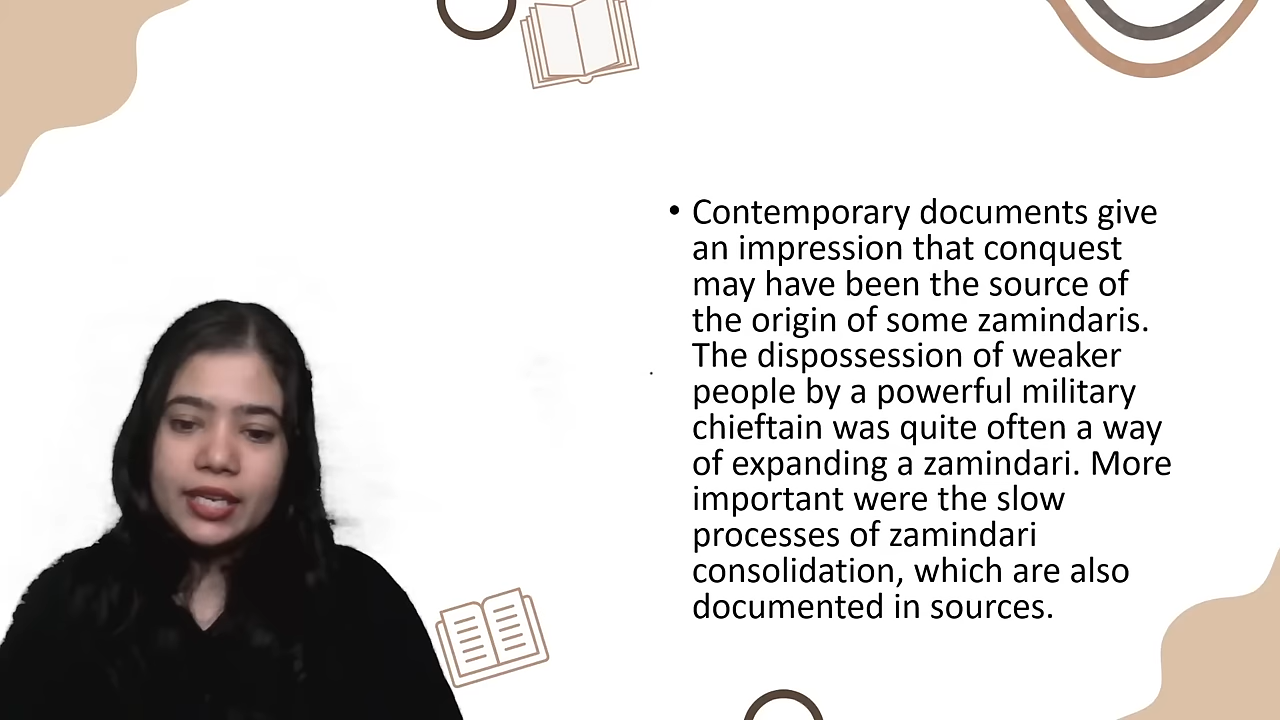 • Contemporary documents give
an impression that conquest
may have been the source of
the origin of some zamindaris.
The dispossession of weaker
people by a powerful military
chieftain was quite often a way
of expanding a zamindari. More
important were the slow
processes of zamindari
consolidation, which are also
documented in sources.